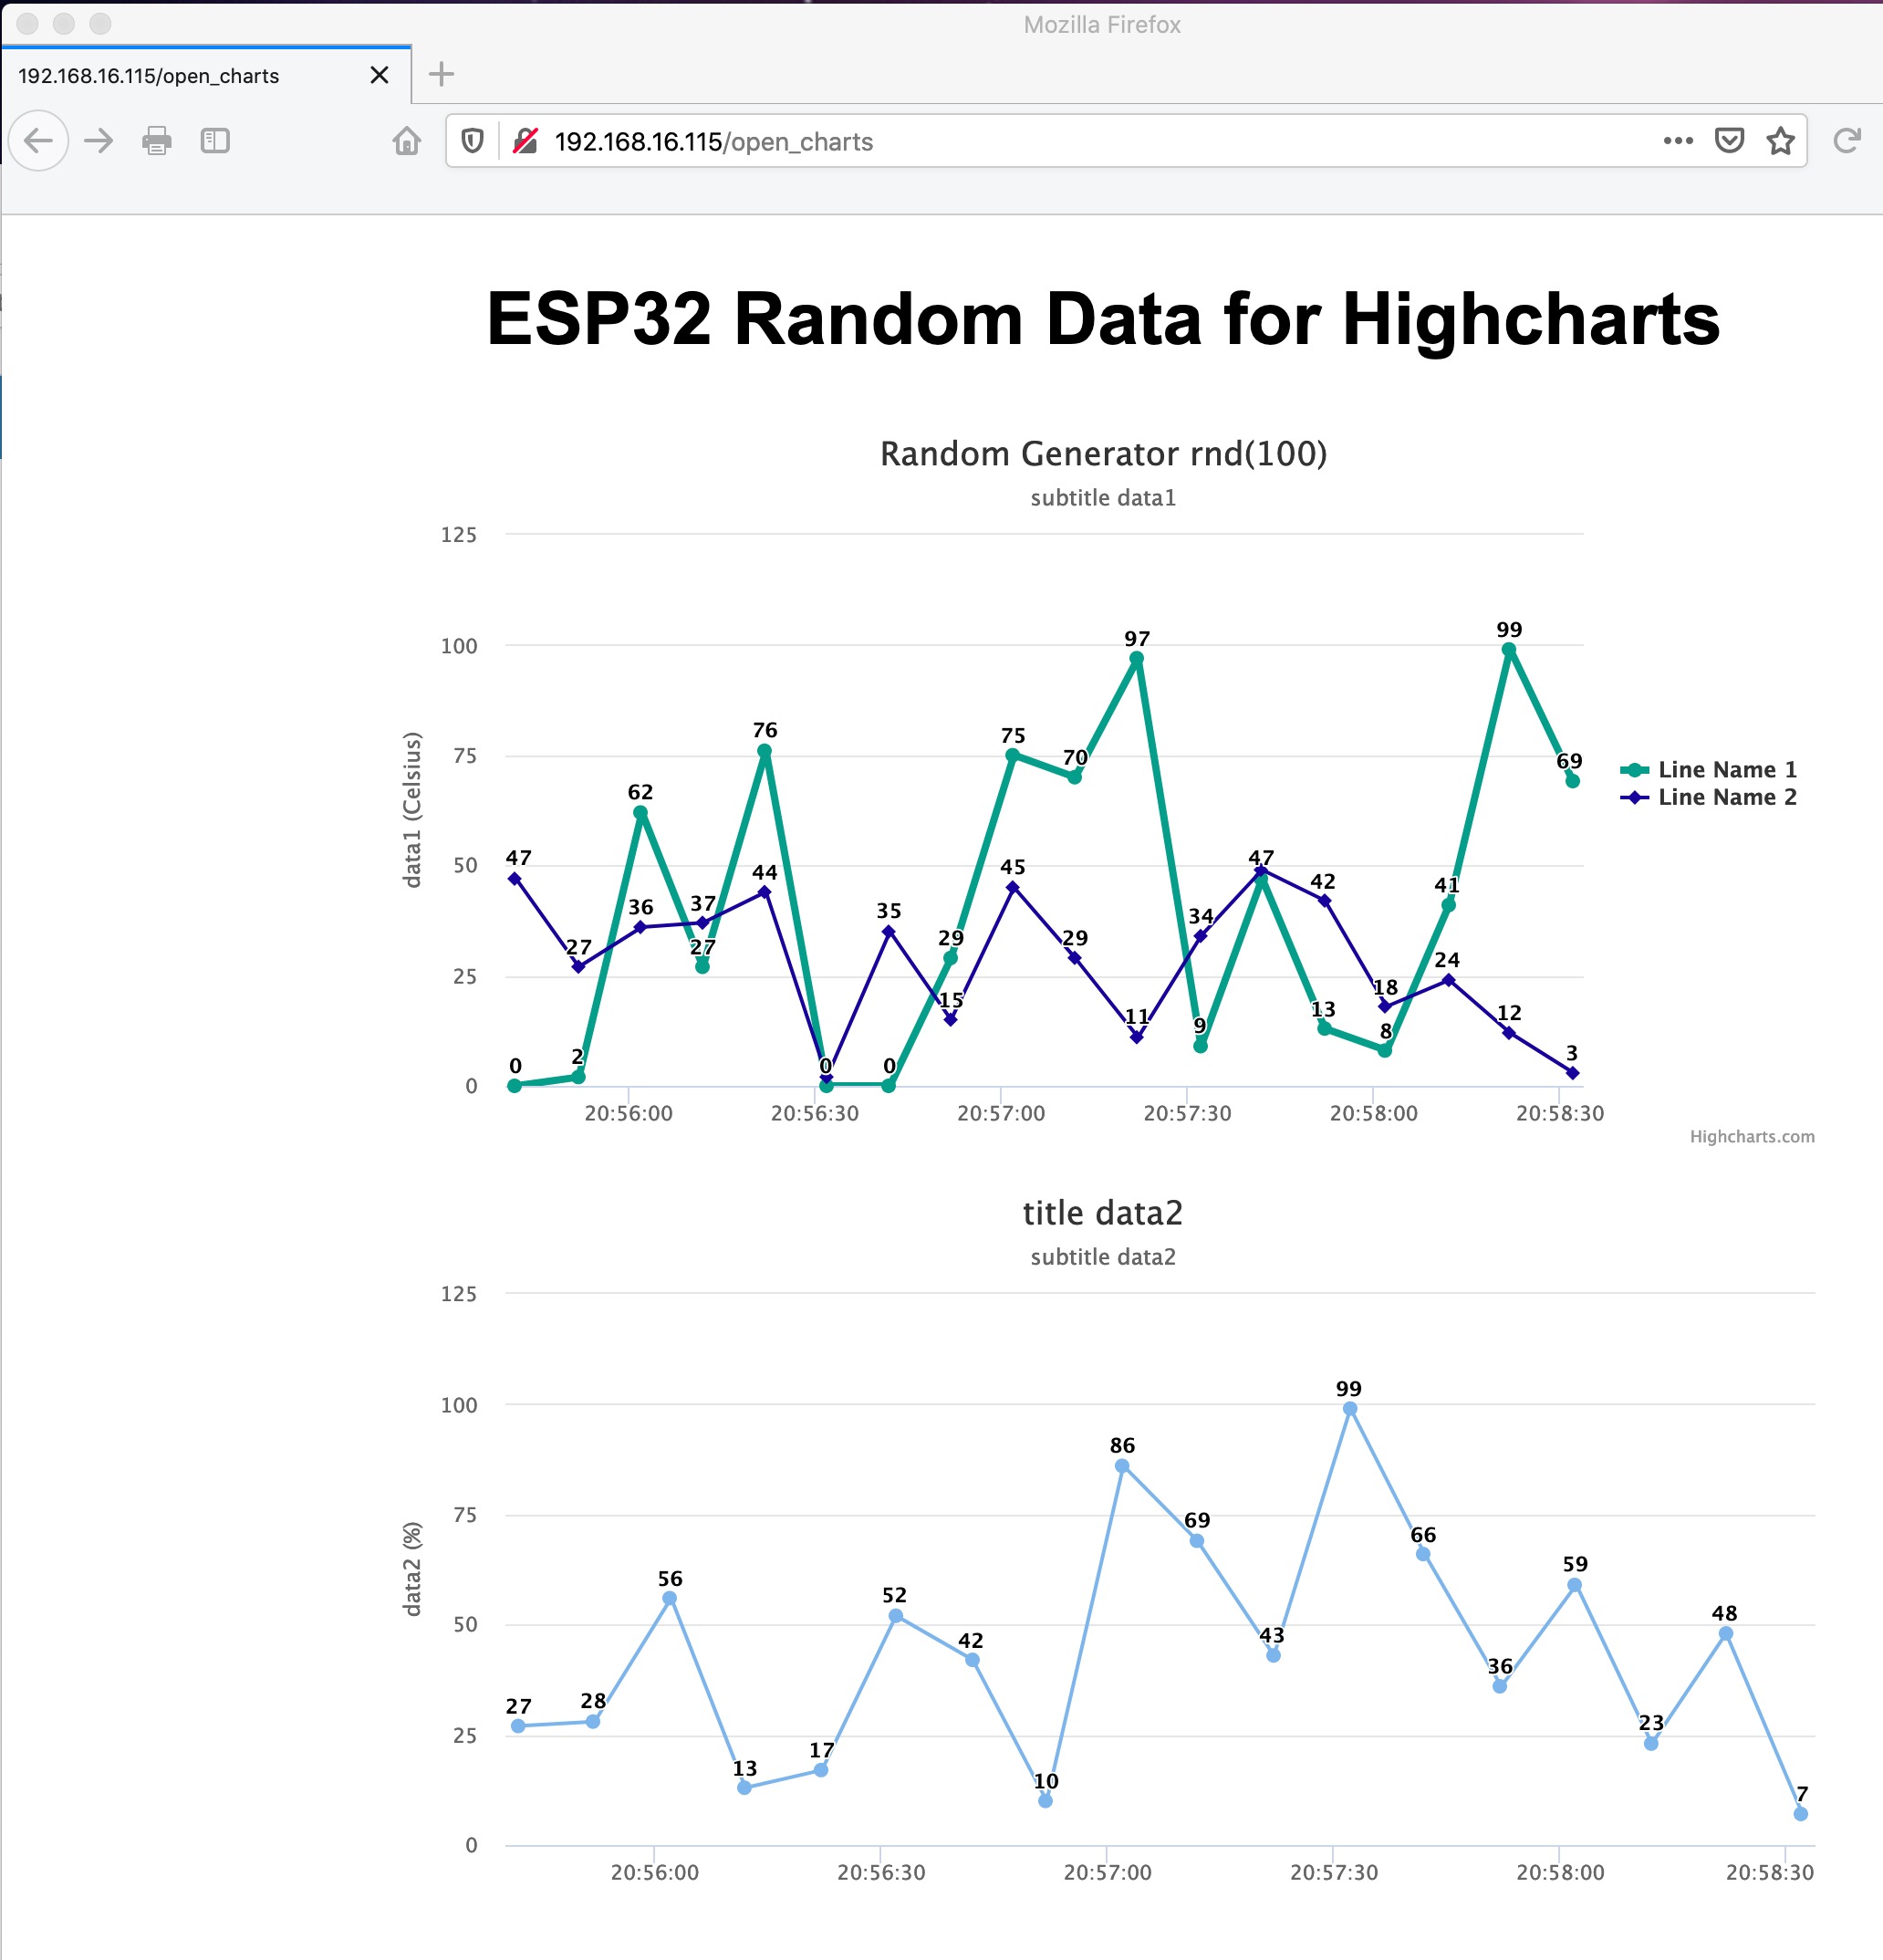 Mozilla Firefox
192.168.16.115/open_charts
192.168.16.115/open_charts
ESP32 Random Data for Highcharts
Random Generator rnd(100)
subtitle data1
data1 (Celsius)
125
100
75
50
25
0
0 2 62 27 76 0 0 29 75 70 97 9 47 13 8 41 99 69
47 27 36 37 44 35 15 45 29 11 34 42 18 24 12 3
Line Name 1
Line Name 2
20:56:00 20:56:30 20:57:00 20:57:30 20:58:00 20:58:30
Highcharts.com
title data2
subtitle data2
data2 (%)
125
100
75
50
25
0
27 28 56 13 17 52 42 10 86 69 43 99 66 36 59 23 48 7
20:56:00 20:56:30 20:57:00 20:57:30 20:58:00 20:58:30